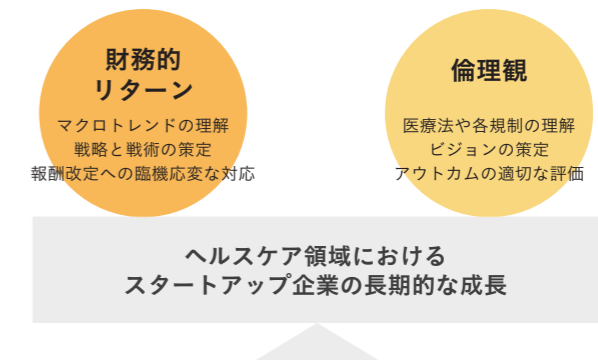 財務的
リターン
マクロトレンドの理解
戦略と戦術の策定
報酬改定への臨機応変な対応
倫理観
医療法や各規制の理解
ビジョンの策定
アウトカムの適切な評価
ヘルスケア領域における
スタートアップ企業の長期的な成長